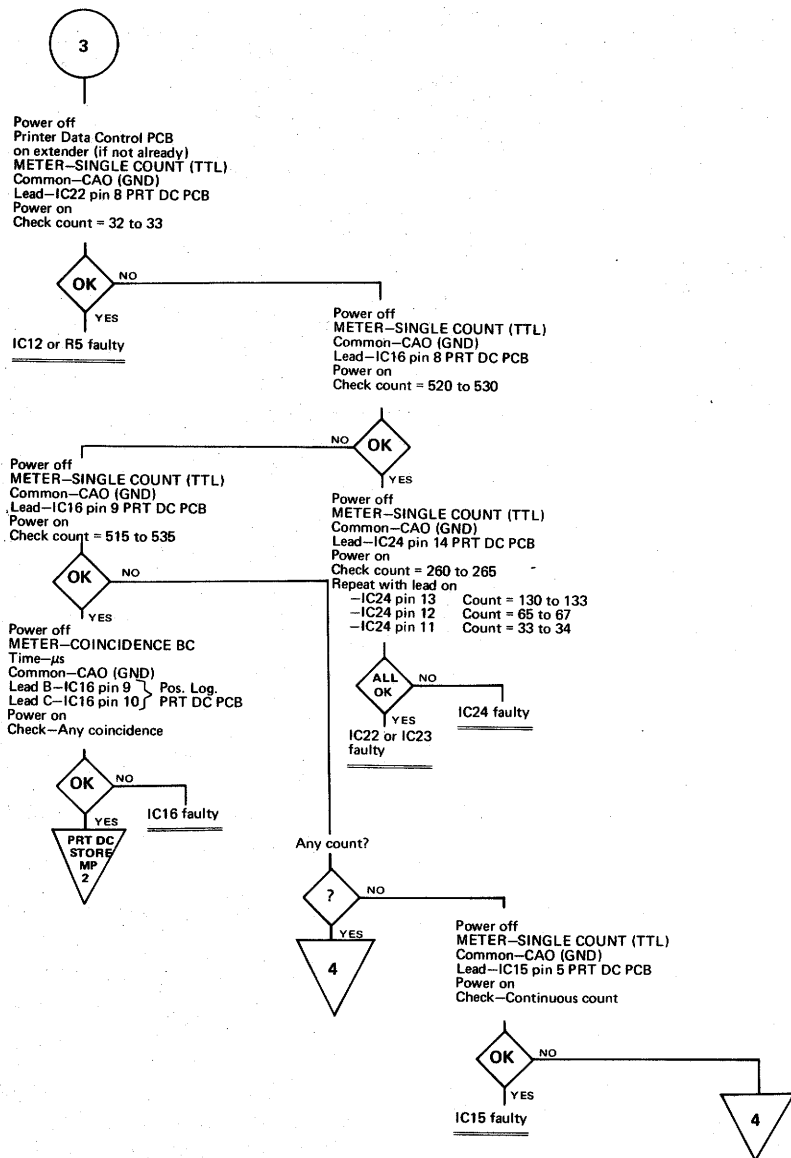 3
Power off
Printer Data Control PCB
on extender (if not already)
METER—SINGLE COUNT (TTL)
Common—CAO (GND)
Lead—IC22 pin 8 PRT DC PCB
Power on
Check count = 32 to 33
OK
NO
YES
IC12 or R5 faulty
Power off
METER—SINGLE COUNT (TTL)
Common—CAO (GND)
Lead—IC16 pin 8 PRT DC PCB
Power on
Check count = 520 to 530
OK
NO
YES
Power off
METER—SINGLE COUNT (TTL)
Common—CAO (GND)
Lead—IC16 pin 9 PRT DC PCB
Power on
Check count = 515 to 535
OK
NO
YES
Power off
METER—SINGLE COUNT (TTL)
Common—CAO (GND)
Lead—IC24 pin 14 PRT DC PCB
Power on
Check count = 260 to 265
Repeat with lead on
—IC24 pin 13 Count = 130 to 133
—IC24 pin 12 Count = 65 to 67
—IC24 pin 11 Count = 33 to 34
ALL
OK
NO
IC24 faulty
YES
IC22 or IC23
faulty
Power off
METER—COINCIDENCE BC
Time—μs
Common—CAO (GND)
Lead B—IC16 pin 9 } Pos. Log.
Lead C—IC16 pin 10 } PRT DC PCB
Power on
Check—Any coincidence
OK
NO
IC16 faulty
YES
PRT DC
STORE
MP
2
Any count?
?
NO
YES
4
Power off
METER—SINGLE COUNT (TTL)
Common—CAO (GND)
Lead—IC15 pin 5 PRT DC PCB
Power on
Check—Continuous count
OK
NO
YES
IC15 faulty
4